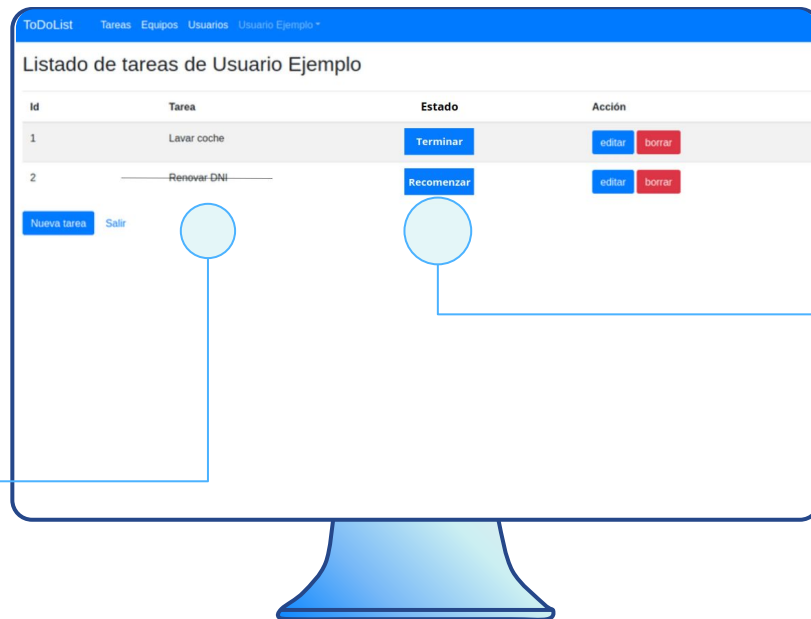 ToDoList Tareas Equipos Usuarios Usuario Ejemplo
Listado de tareas de Usuario Ejemplo
Id Tarea Estado Acción
1 Lavar coche Terminar editar borrar
2 Renovar DNI Recomenzar editar borrar
Nueva tarea Salir